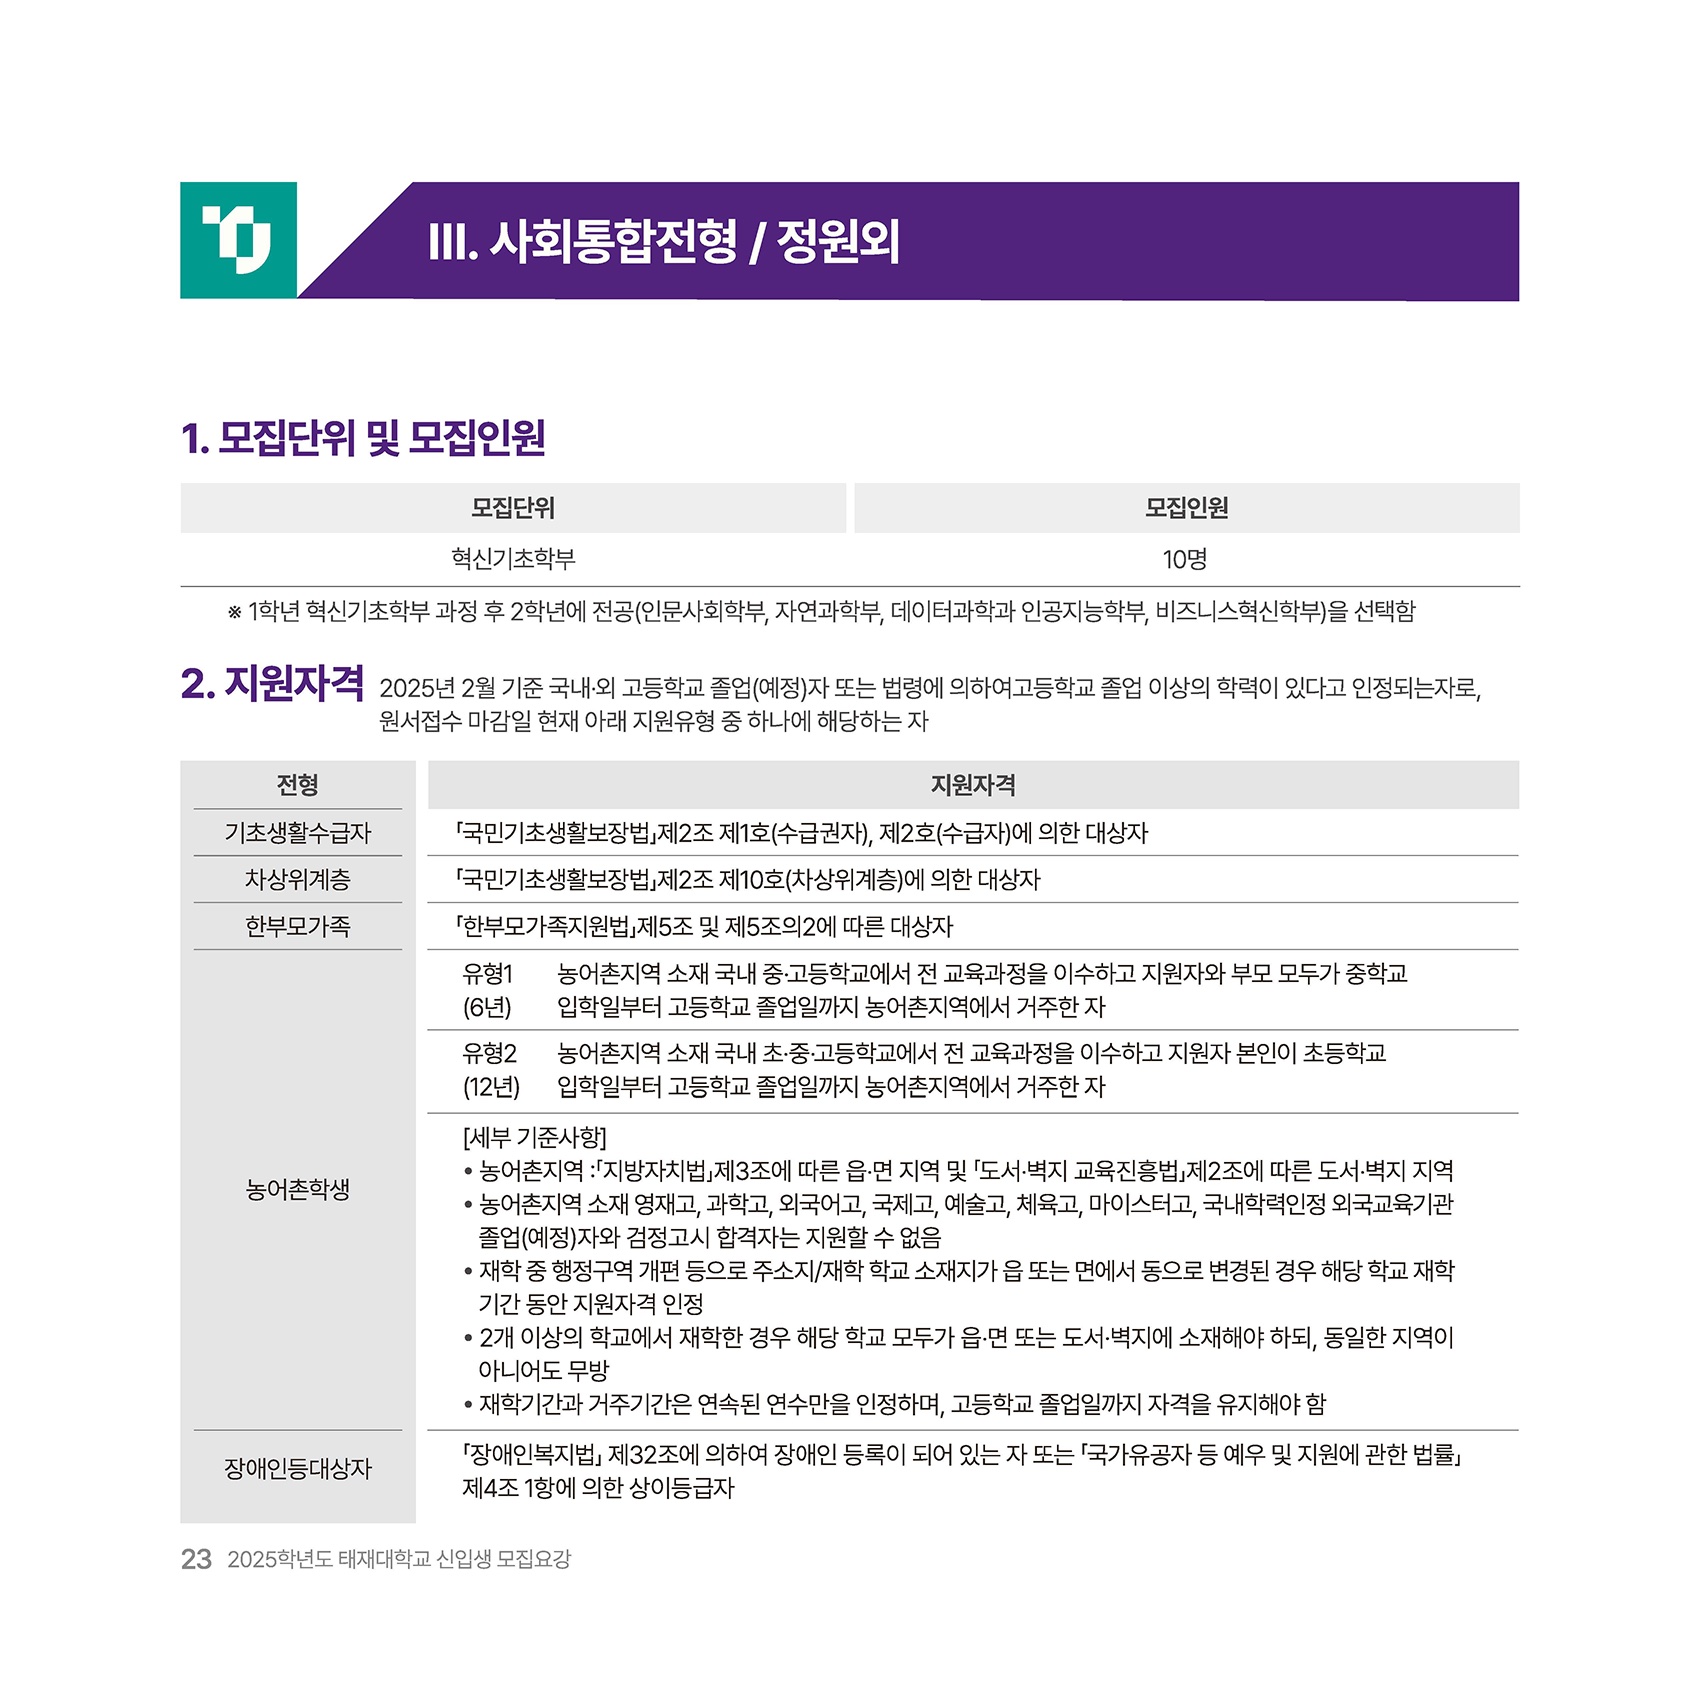 III. 사회통합전형 / 정원외
1. 모집단위 및 모집인원
모집단위 모집인원
혁신기초학부 10명
※ 1학년 혁신기초학부 과정 후 2학년에 전공(인문사회학부, 자연과학부, 데이터과학과 인공지능학부, 비즈니스혁신학부)을 선택함
2. 지원자격 2025년 2월 기준 국내·외 고등학교 졸업(예정)자 또는 법령에 의하여고등학교 졸업 이상의 학력이 있다고 인정되는자로,
원서접수 마감일 현재 아래 지원유형 중 하나에 해당하는 자
전형 지원자격
기초생활수급자 「국민기초생활보장법」제2조 제1호(수급권자), 제2호(수급자)에 의한 대상자
차상위계층 「국민기초생활보장법」제2조 제10호(차상위계층)에 의한 대상자
한부모가족 「한부모가족지원법」제5조 및 제5조의2에 따른 대상자
농어촌학생
유형1 농어촌지역 소재 국내 중·고등학교에서 전 교육과정을 이수하고 지원자와 부모 모두가 중학교
(6년) 입학일부터 고등학교 졸업일까지 농어촌지역에서 거주한 자
유형2 농어촌지역 소재 국내 초·중·고등학교에서 전 교육과정을 이수하고 지원자 본인이 초등학교
(12년) 입학일부터 고등학교 졸업일까지 농어촌지역에서 거주한 자
[세부 기준사항]
• 농어촌지역 :「지방자치법」제3조에 따른 읍·면 지역 및 「도서·벽지 교육진흥법」제2조에 따른 도서·벽지 지역
• 농어촌지역 소재 영재고, 과학고, 외국어고, 국제고, 예술고, 체육고, 마이스터고, 국내학력인정 외국교육기관
졸업(예정)자와 검정고시 합격자는 지원할 수 없음
• 재학 중 행정구역 개편 등으로 주소지/재학 학교 소재지가 읍 또는 면에서 동으로 변경된 경우 해당 학교 재학
기간 동안 지원자격 인정
• 2개 이상의 학교에서 재학한 경우 해당 학교 모두가 읍·면 또는 도서·벽지에 소재해야 하되, 동일한 지역이
아니어도 무방
• 재학기간과 거주기간은 연속된 연수만을 인정하며, 고등학교 졸업일까지 자격을 유지해야 함
장애인등대상자
「장애인복지법」 제32조에 의하여 장애인 등록이 되어 있는 자 또는 「국가유공자 등 예우 및 지원에 관한 법률」
제4조 1항에 의한 상이등급자
23 2025학년도 태재대학교 신입생 모집요강